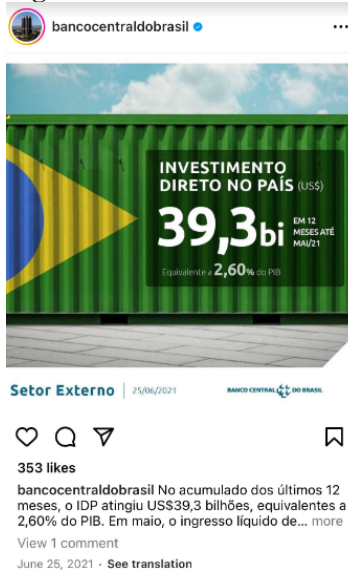 bancocentraldobrasil
INVESTIMENTO
DIRETO NO PAÍS (US$)
39,3bi
EM 12
MESES ATÉ
MAI/21
Equivalente a 2,60% do PIB
Setor Externo | 25/06/2021
BANCO CENTRAL DO BRASIL
353 likes
bancocentraldobrasil No acumulado dos últimos 12
meses, o IDP atingiu US$39,3 bilhões, equivalentes a
2,60% do PIB. Em maio, o ingresso líquido de... more
View 1 comment
June 25, 2021 · See translation